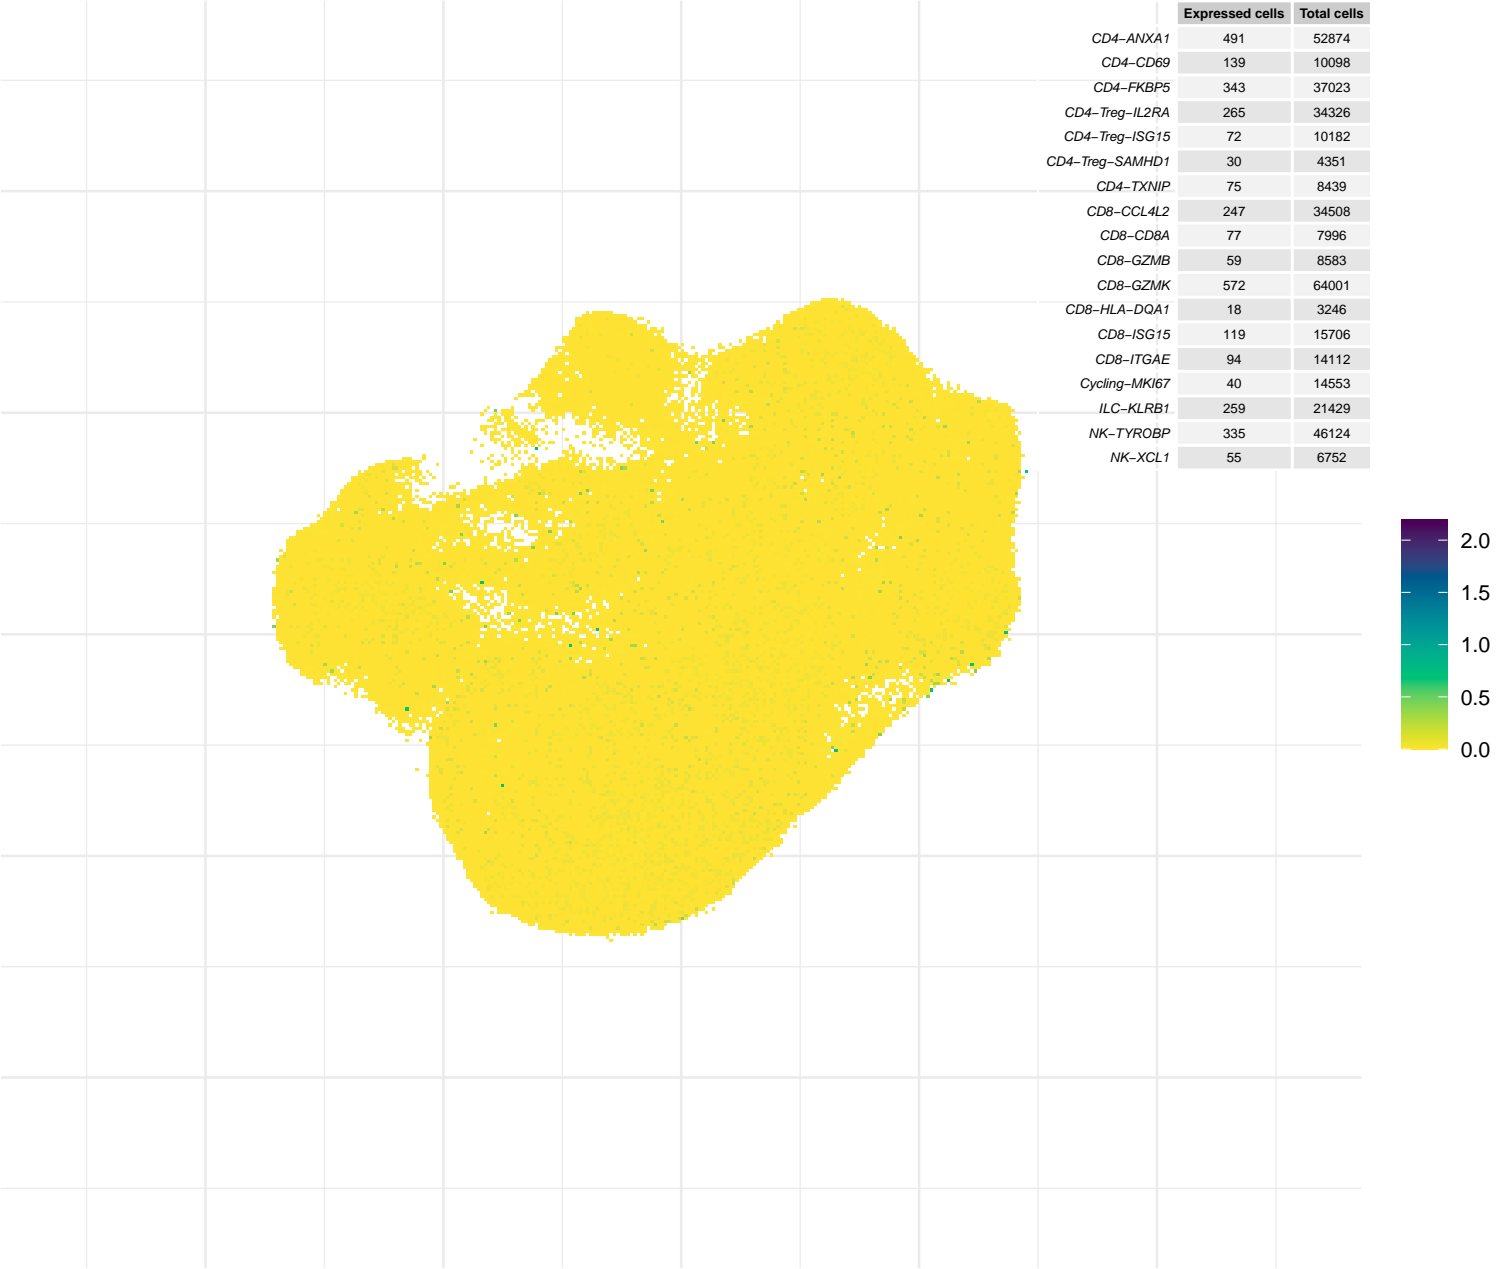 Expressed cells Total cells
CD4−ANXA1 491 52874
CD4−CD69 139 10098
CD4−FKBP5 343 37023
CD4−Treg−IL2RA 265 34326
CD4−Treg−ISG15 72 10182
CD4−Treg−SAMHD1 30 4351
CD4−TXNIP 75 8439
CD8−CCL4L2 247 34508
CD8−CD8A 77 7996
CD8−GZMB 59 8583
CD8−GZMK 572 64001
CD8−HLA−DQA1 18 3246
CD8−ISG15 119 15706
CD8−ITGAE 94 14112
Cycling−MKI67 40 14553
ILC−KLRB1 259 21429
NK−TYROBP 335 46124
NK−XCL1 55 6752
2.0
1.5
1.0
0.5
0.0